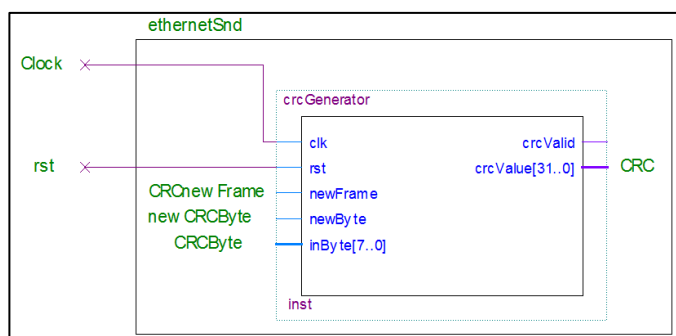 ethernetSnd
Clock
crcGenerator
clk crcValid
rst rst crcValue[31..0] CRC
CRCnew Frame newFrame
new CRCByte newByte
CRCByte inByte[7..0]
inst